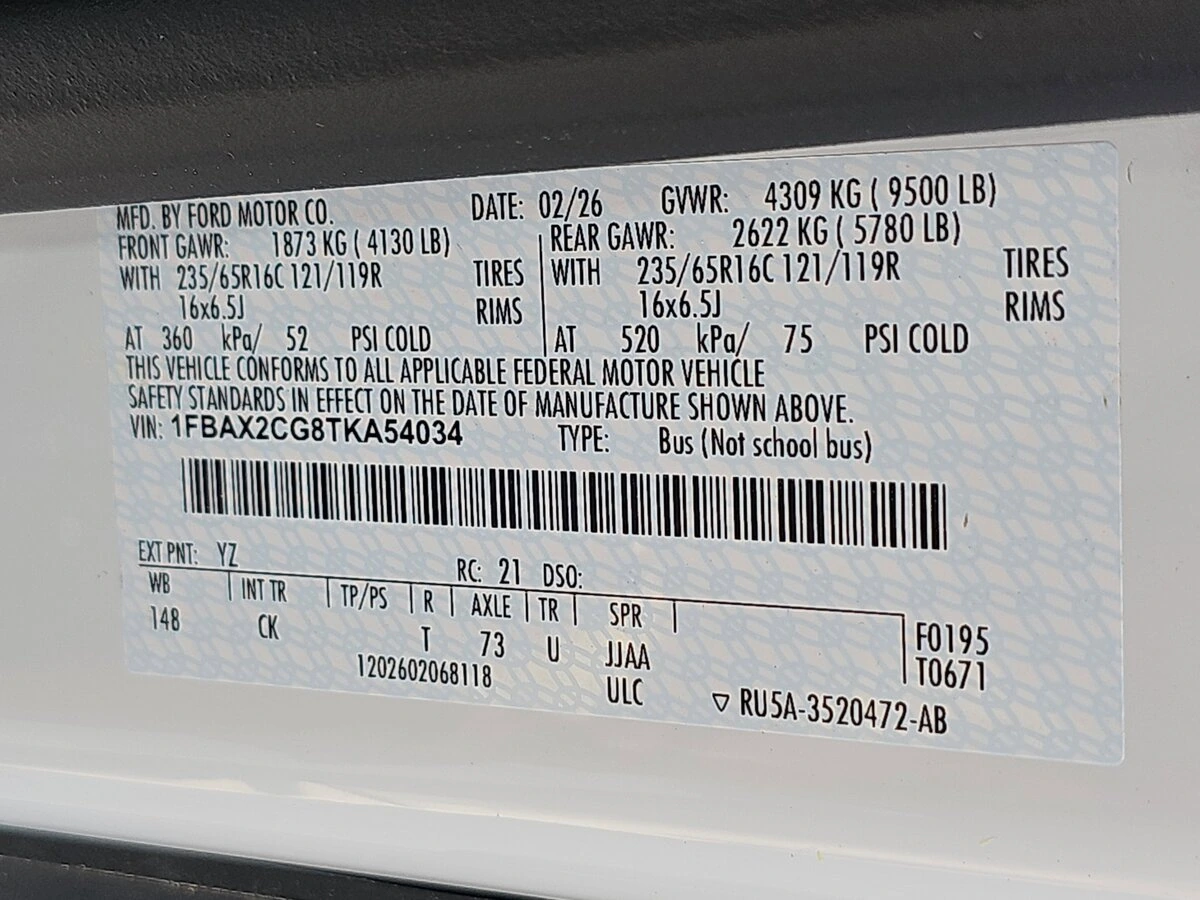 MFD. BY FORD MOTOR CO. DATE: 02/26 GVWR: 4309 KG ( 9500 LB)
FRONT GAWR: 1873 KG ( 4130 LB) REAR GAWR: 2622 KG ( 5780 LB)
WITH 235/65R16C 121/119R TIRES WITH 235/65R16C 121/119R TIRES
16x6.5J RIMS 16x6.5J RIMS
AT 360 kPa/ 52 PSI COLD AT 520 kPa/ 75 PSI COLD
THIS VEHICLE CONFORMS TO ALL APPLICABLE FEDERAL MOTOR VEHICLE
SAFETY STANDARDS IN EFFECT ON THE DATE OF MANUFACTURE SHOWN ABOVE.
VIN: 1FBAX2CG8TKA54034 TYPE: Bus (Not school bus)
EXT PNT: YZ RC: 21 DSO:
WB INT TR TP/PS R AXLE TR SPR
148 CK T 73 U JJAA F0195
1202602068118 ULC T0671
▽ RU5A-3520472-AB